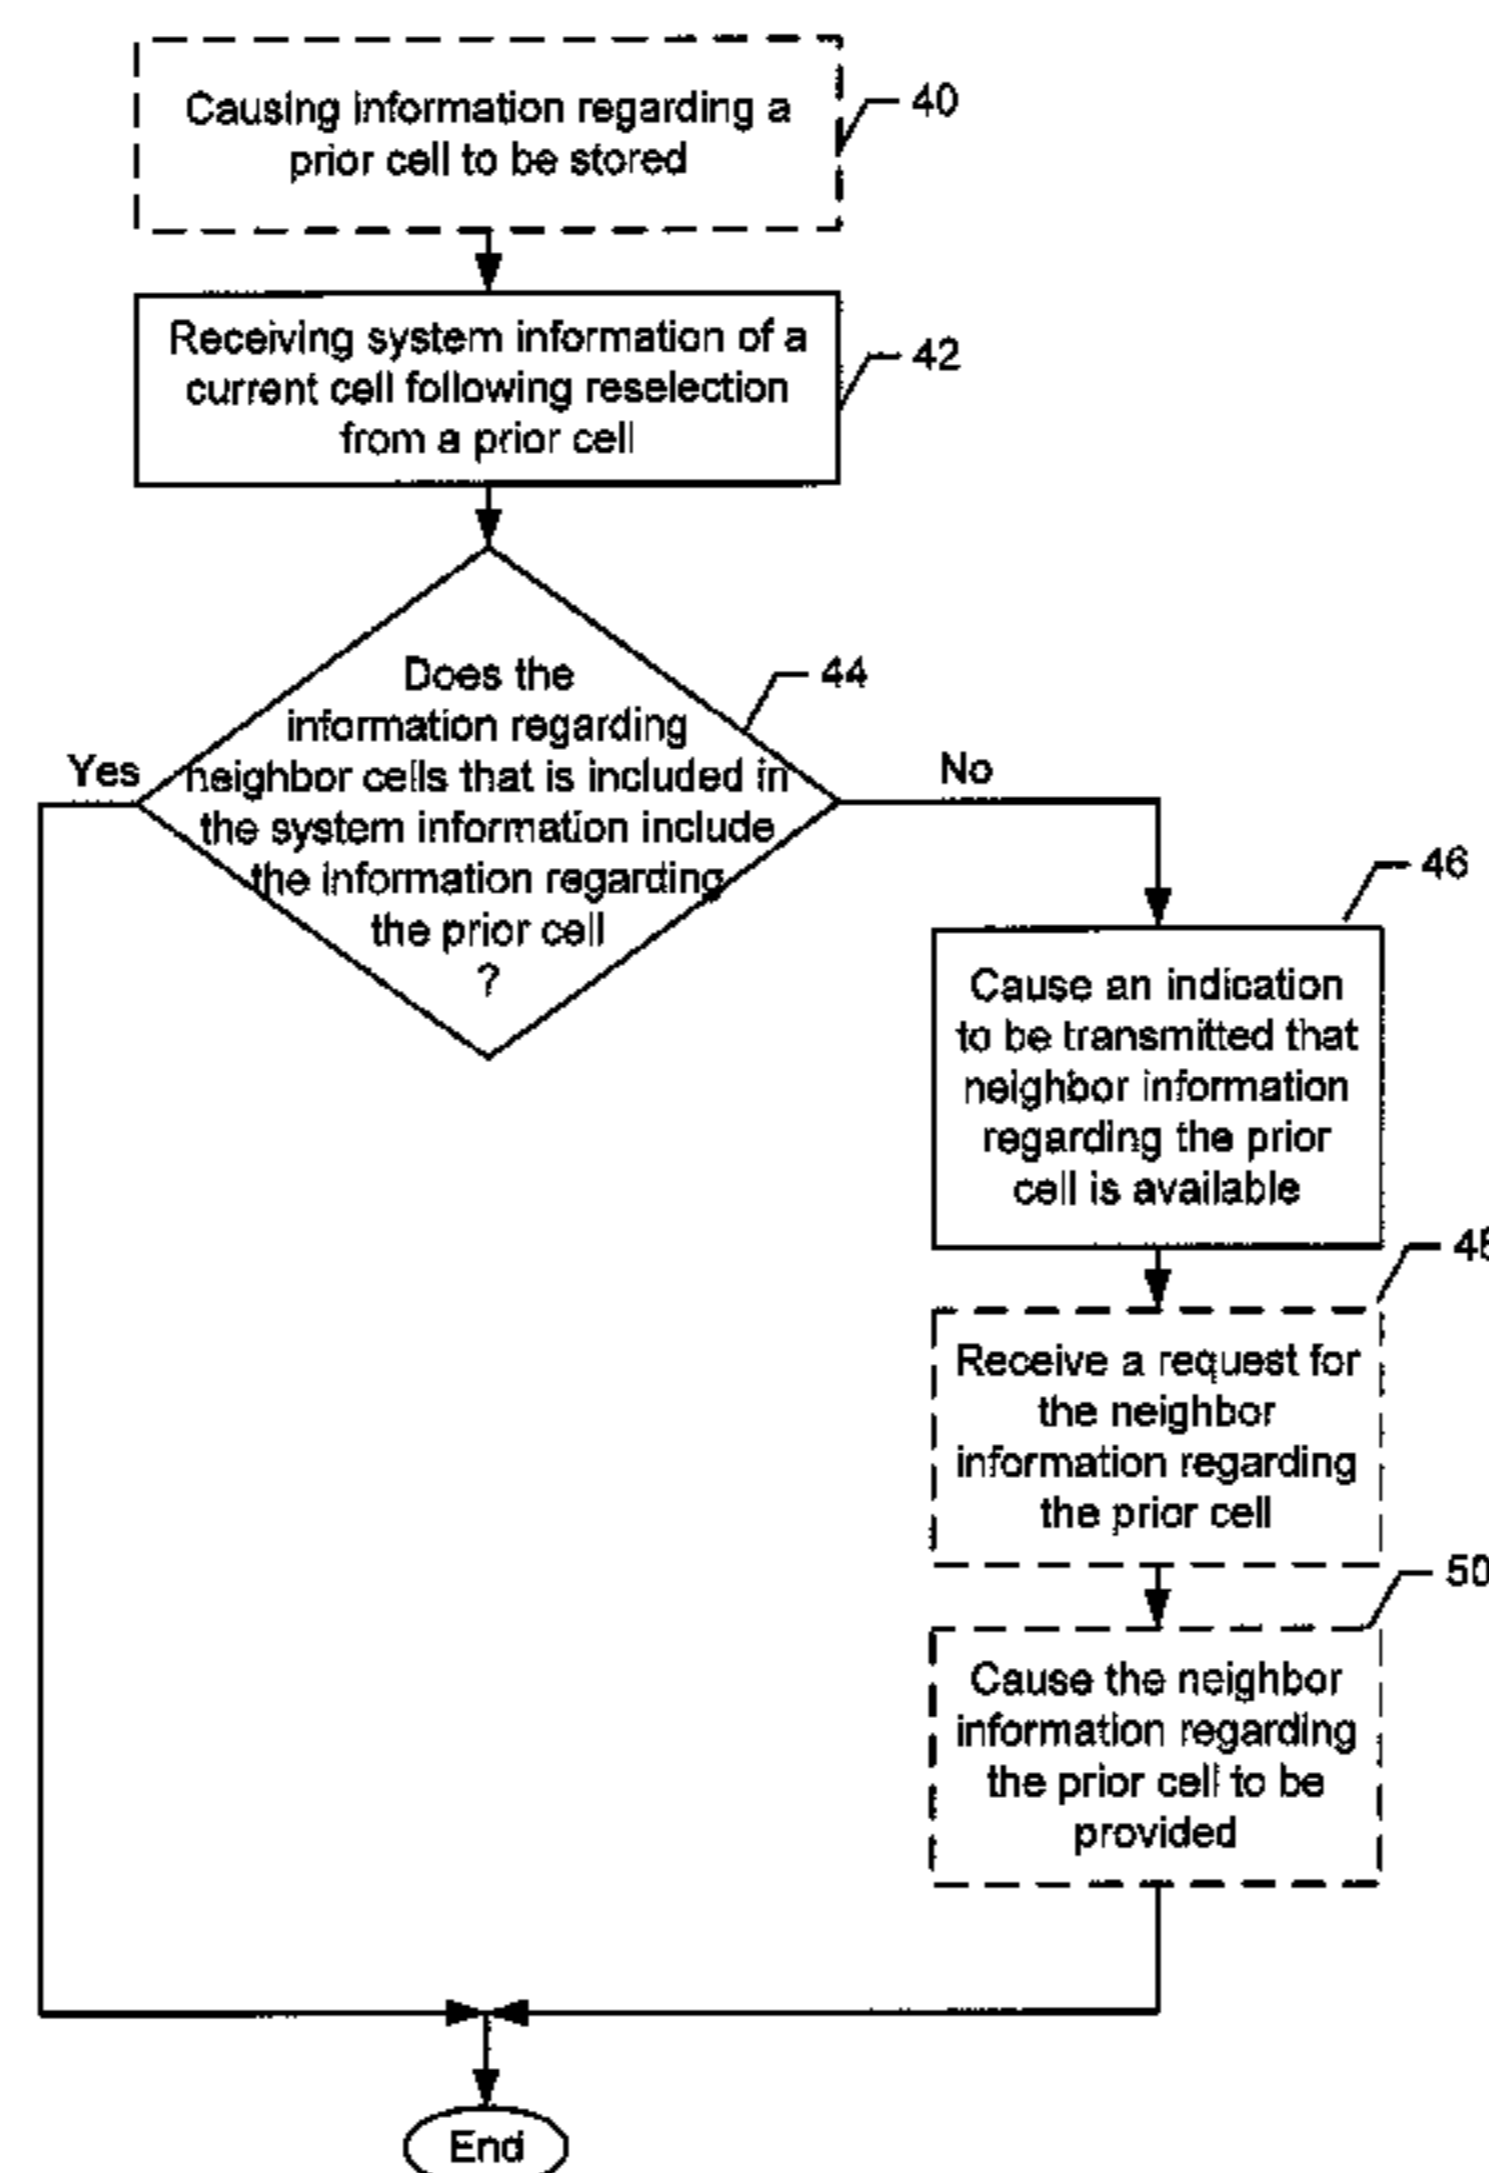 Causing information regarding a
prior cell to be stored
40
Receiving system information of a
current cell following reselection
from a prior cell
42
Does the
information regarding
neighbor cells that is included in
the system information include
the information regarding
the prior cell
?
44
Yes
No
46
Cause an indication
to be transmitted that
neighbor information
regarding the prior
cell is available
Receive a request for
the neighbor
information regarding
the prior cell
50
Cause the neighbor
information regarding
the prior cell to be
provided
End